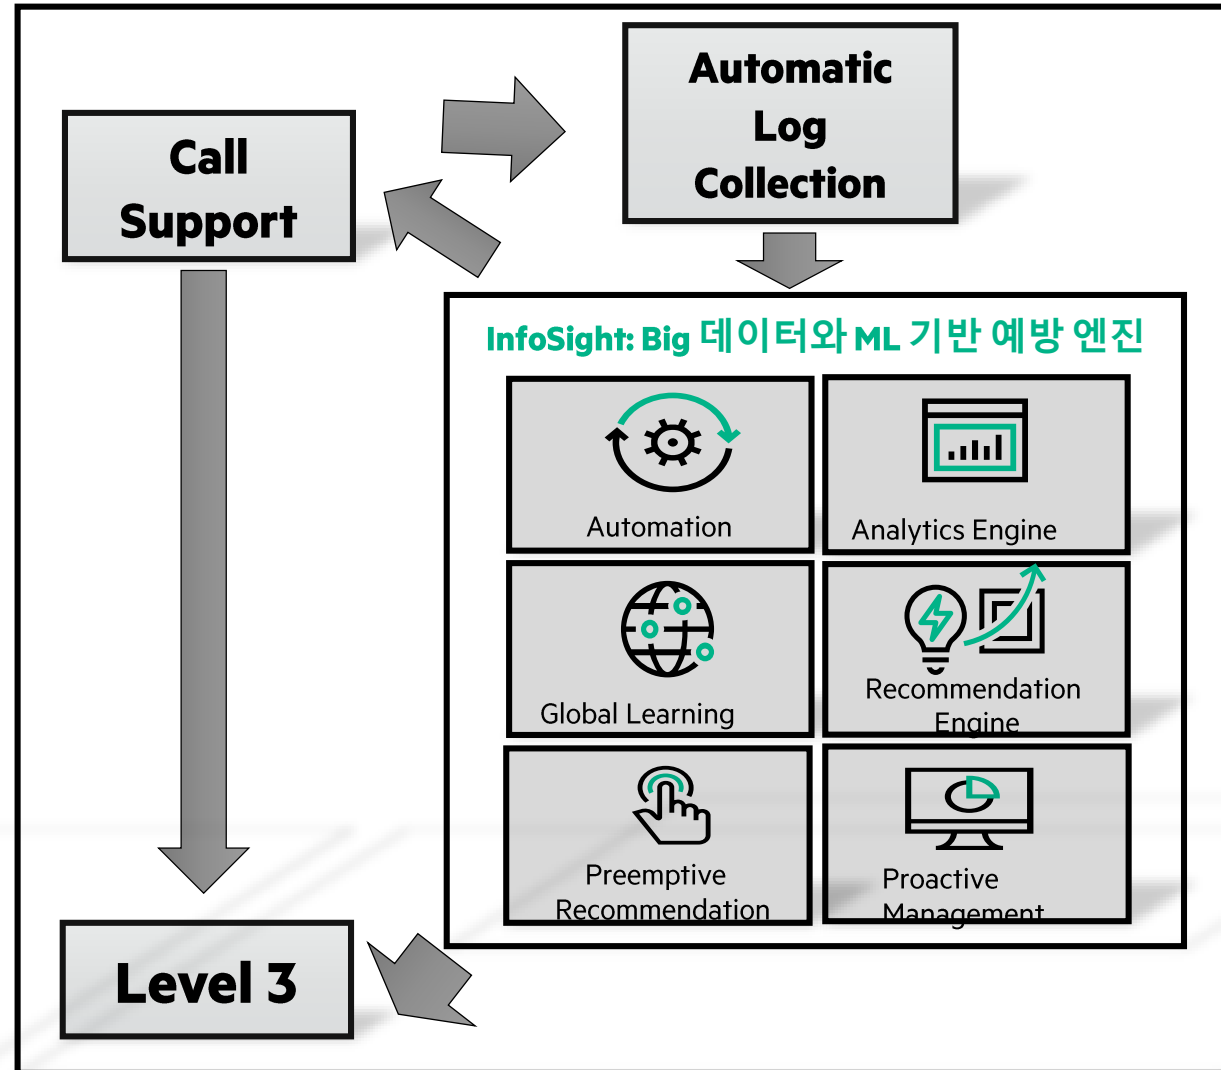 Automatic
Log
Collection
Call
Support
InfoSight: Big 데이터와 ML 기반 예방 엔진
Automation
Analytics Engine
Global Learning
Recommendation
Engine
Preemptive
Recommendation
Proactive
Management
Level 3